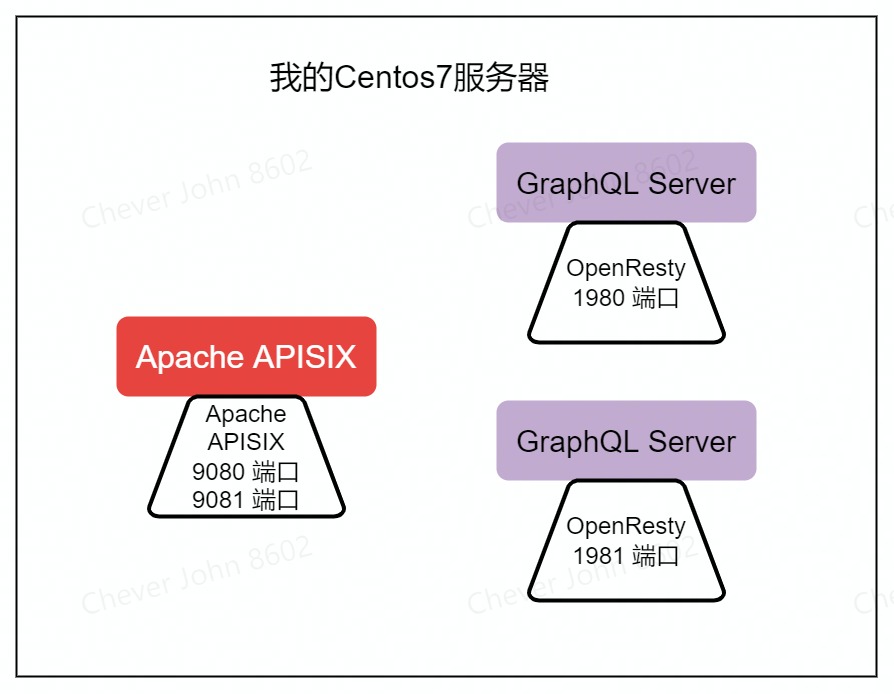 我的Centos7服务器
GraphQL Server
OpenResty
1980 端口
Apache APISIX
Apache
APISIX
9080 端口
9081 端口
GraphQL Server
OpenResty
1981 端口
Chever John 8602
Chever John 8602
Chever John 8602
Chever John 8602
Che
Che